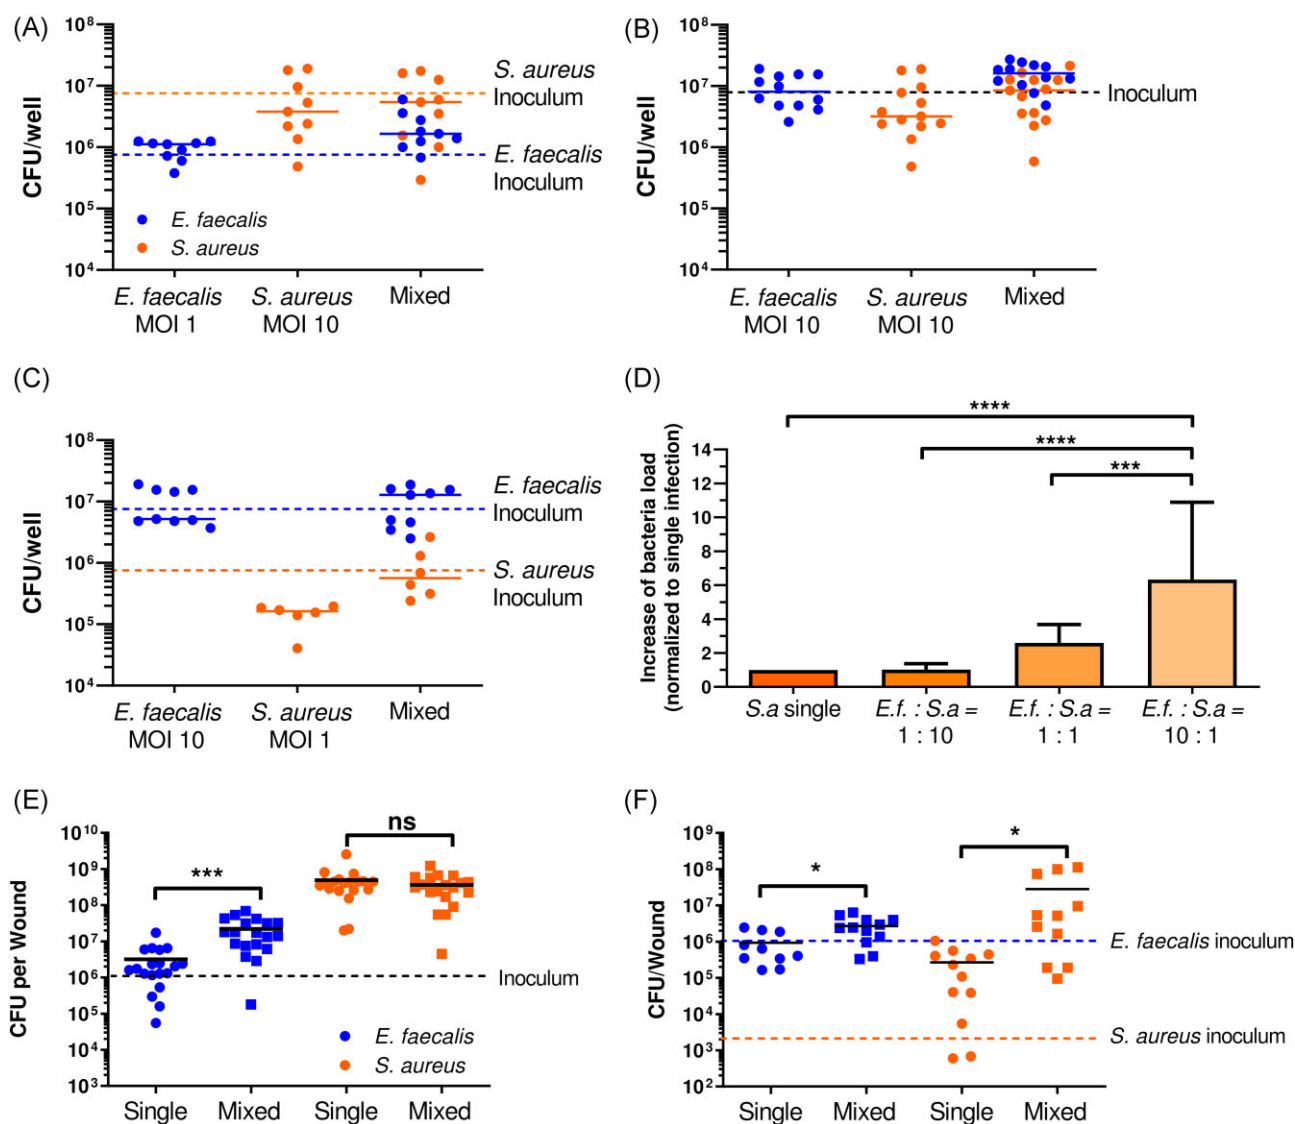 (A)
CFU/well
10⁸
10⁷
10⁶
10⁵
10⁴
S. aureus
Inoculum
E. faecalis
Inoculum
E. faecalis
S. aureus
E. faecalis
MOI 1
S. aureus
MOI 10
Mixed
(B)
CFU/well
10⁸
10⁷
10⁶
10⁵
10⁴
Inoculum
E. faecalis
MOI 10
S. aureus
MOI 10
Mixed
(C)
CFU/well
10⁸
10⁷
10⁶
10⁵
10⁴
E. faecalis
Inoculum
S. aureus
Inoculum
E. faecalis
MOI 10
S. aureus
MOI 1
Mixed
(D)
Increase of bacteria load
(normalized to single infection)
14
12
10
8
6
4
2
0
****
****
***
S.a single
E.f. : S.a =
1 : 10
E.f. : S.a =
1 : 1
E.f. : S.a =
10 : 1
(E)
CFU per Wound
10¹⁰
10⁹
10⁸
10⁷
10⁶
10⁵
10⁴
10³
***
ns
Inoculum
E. faecalis
S. aureus
Single
Mixed
Single
Mixed
(F)
CFU/Wound
10⁹
10⁸
10⁷
10⁶
10⁵
10⁴
10³
10²
*
*
E. faecalis inoculum
S. aureus inoculum
Single
Mixed
Single
Mixed